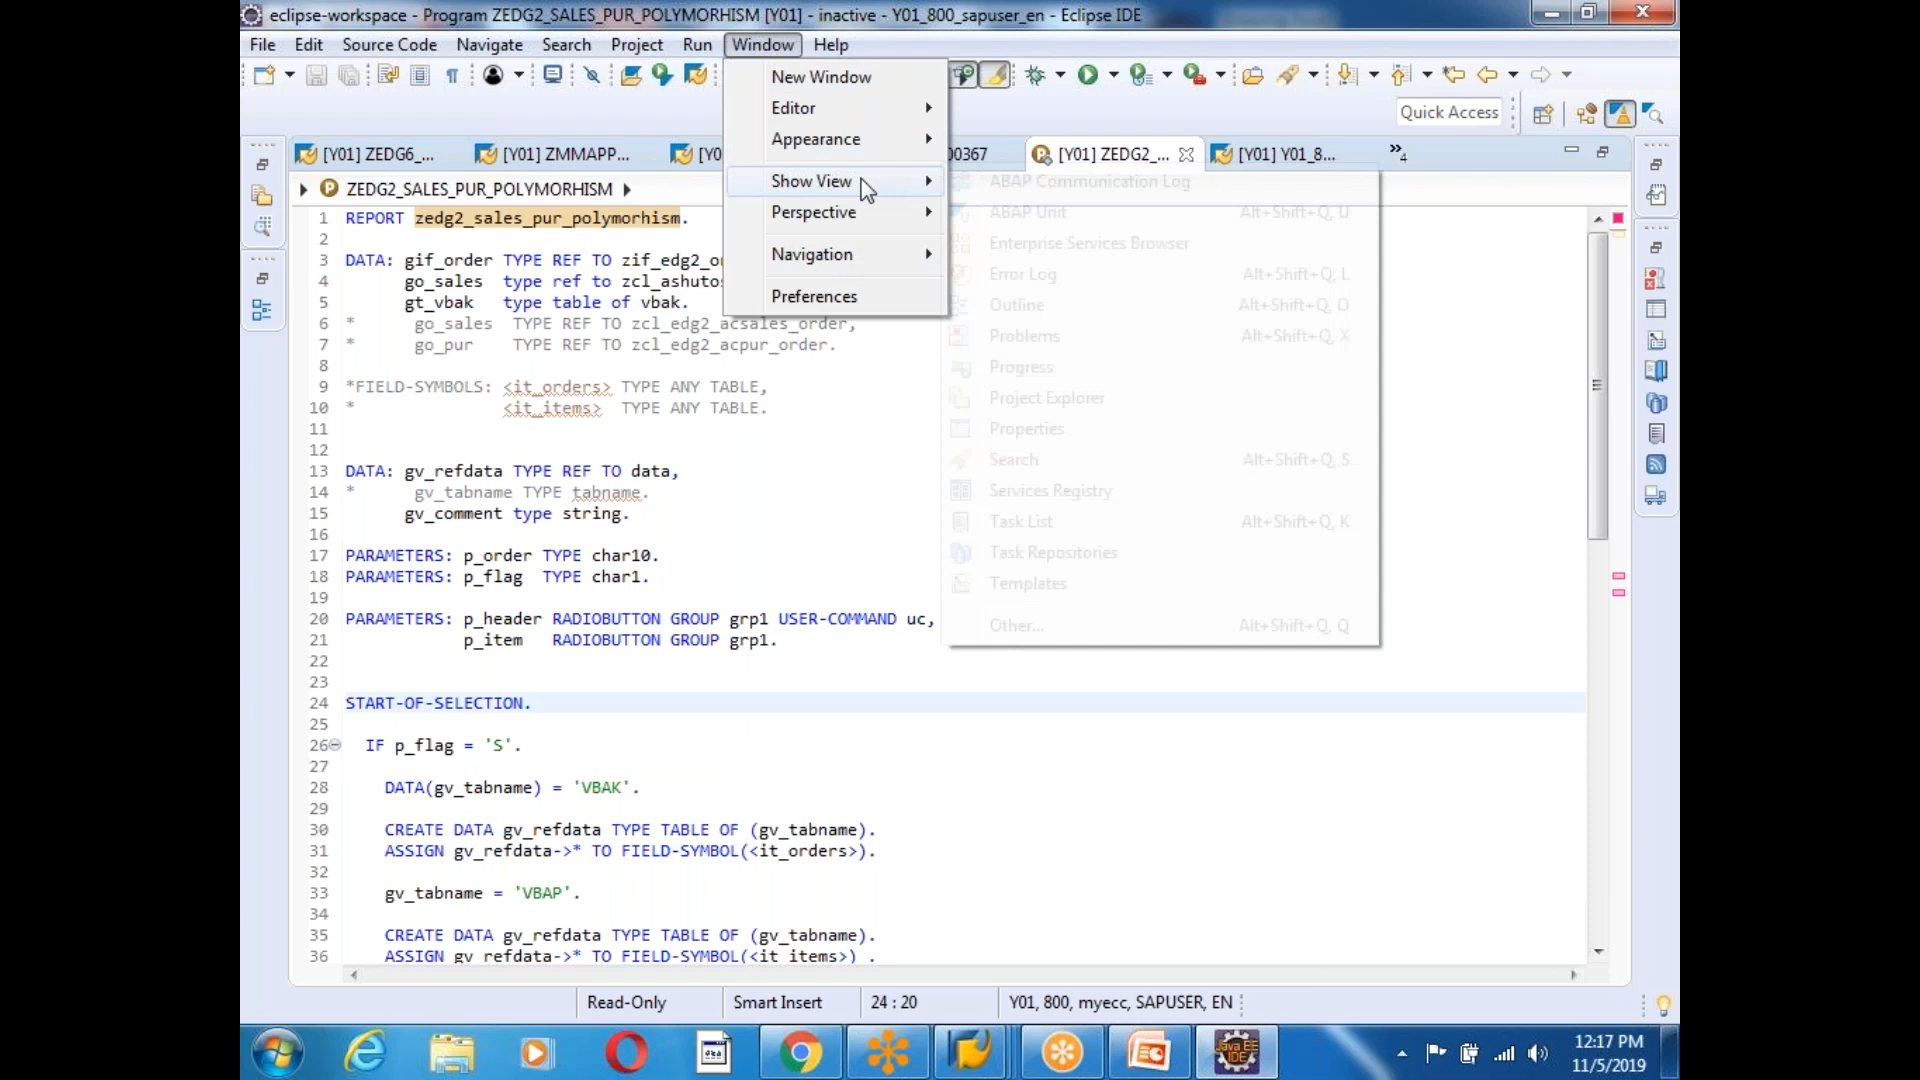 eclipse-workspace - Program ZEDG2_SALES_PUR_POLYMORHISM [Y01] - inactive - Y01_800_sapuser_en - Eclipse IDE
File Edit Source Code Navigate Search Project Run Window Help
New Window
Editor
Appearance
Show View
Perspective
Navigation
Preferences
Quick Access
[Y01] ZEDG6_...
[Y01] ZMMAPP...
[Y0
00367
[Y01] ZEDG2_...
[Y01] Y01_8...
4
ZEDG2_SALES_PUR_POLYMORHISM
ABAP Communication Log
ABAP Unit Alt+Shift+Q, U
Enterprise Services Browser
Error Log Alt+Shift+Q, L
Outline Alt+Shift+Q, O
Problems Alt+Shift+Q, X
Progress
Project Explorer
Properties
Search Alt+Shift+Q, S
Services Registry
Task List Alt+Shift+Q, K
Task Repositories
Templates
Other... Alt+Shift+Q, Q
1 REPORT zedg2_sales_pur_polymorhism.
2
3 DATA: gif_order TYPE REF TO zif_edg2_o
4 go_sales type ref to zcl_ashutos
5 gt_vbak type table of vbak.
6 * go_sales TYPE REF TO zcl_edg2_acsales_order,
7 * go_pur TYPE REF TO zcl_edg2_acpur_order.
8
9 *FIELD-SYMBOLS: <it_orders> TYPE ANY TABLE,
10 * <it_items> TYPE ANY TABLE.
11
12
13 DATA: gv_refdata TYPE REF TO data,
14 * gv_tabname TYPE tabname.
15 gv_comment type string.
16
17 PARAMETERS: p_order TYPE char10.
18 PARAMETERS: p_flag TYPE char1.
19
20 PARAMETERS: p_header RADIOBUTTON GROUP grp1 USER-COMMAND uc,
21 p_item RADIOBUTTON GROUP grp1.
22
23
24 START-OF-SELECTION.
25
26 IF p_flag = 'S'.
27
28 DATA(gv_tabname) = 'VBAK'.
29
30 CREATE DATA gv_refdata TYPE TABLE OF (gv_tabname).
31 ASSIGN gv_refdata->* TO FIELD-SYMBOL(<it_orders>).
32
33 gv_tabname = 'VBAP'.
34
35 CREATE DATA gv_refdata TYPE TABLE OF (gv_tabname).
36 ASSIGN gv_refdata->* TO FIELD-SYMBOL(<it_items>) .
Read-Only Smart Insert 24 : 20 Y01, 800, myecc, SAPUSER, EN
Java EE
IDE
12:17 PM
11/5/2019